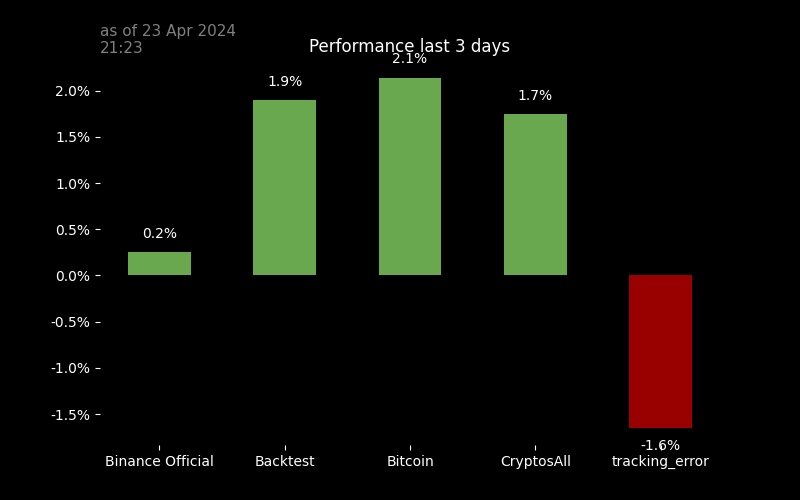 as of 23 Apr 2024
21:23
Performance last 3 days
2.1%
1.9%
1.7%
0.2%
-1.6%
2.0%
1.5%
1.0%
0.5%
0.0%
-0.5%
-1.0%
-1.5%
Binance Official
Backtest
Bitcoin
CryptosAll
tracking_error